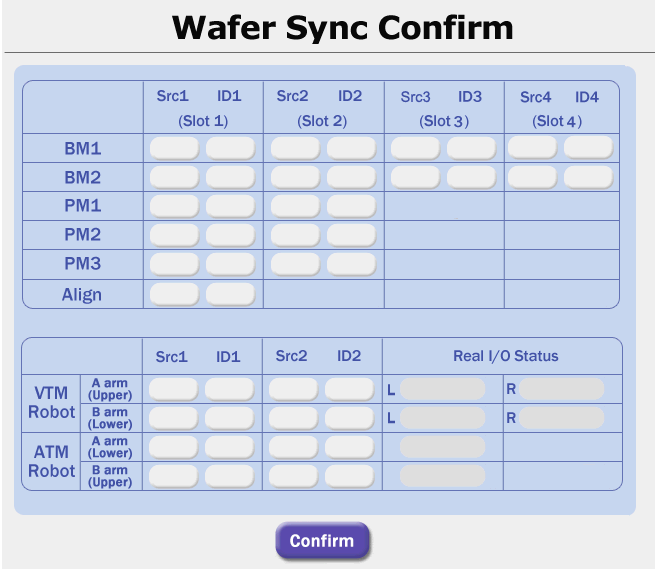 Wafer Sync Confirm
Src1 ID1 Src2 ID2 Src3 ID3 Src4 ID4
(Slot 1) (Slot 2) (Slot 3) (Slot 4)
BM1
BM2
PM1
PM2
PM3
Align
Src1 ID1 Src2 ID2 Real I/O Status
VTM Robot
A arm (Upper) L R
B arm (Lower) L R
ATM Robot
A arm (Lower)
B arm (Upper)
Confirm